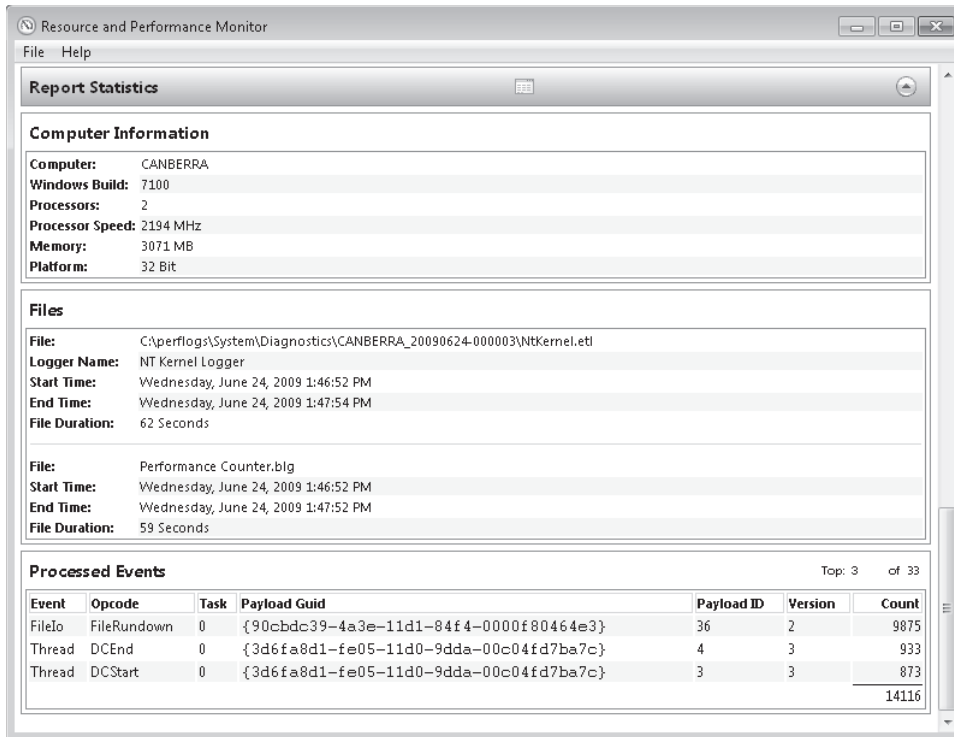 Resource and Performance Monitor
File Help
Report Statistics
Computer Information
Computer: CANBERRA
Windows Build: 7100
Processors: 2
Processor Speed: 2194 MHz
Memory: 3071 MB
Platform: 32 Bit
Files
File: C:\perflogs\System\Diagnostics\CANBERRA_20090624-000003\NtKernel.etl
Logger Name: NT Kernel Logger
Start Time: Wednesday, June 24, 2009 1:46:52 PM
End Time: Wednesday, June 24, 2009 1:47:54 PM
File Duration: 62 Seconds
File: Performance Counter.blg
Start Time: Wednesday, June 24, 2009 1:46:52 PM
End Time: Wednesday, June 24, 2009 1:47:52 PM
File Duration: 59 Seconds
Processed Events Top: 3 of 33
Event Opcode Task Payload Guid Payload ID Version Count
FileIo FileRundown 0 {90cbdc39-4a3e-11d1-84f4-0000f80464e3} 36 2 9875
Thread DCEnd 0 {3d6fa8d1-fe05-11d0-9dda-00c04fd7ba7c} 4 3 933
Thread DCStart 0 {3d6fa8d1-fe05-11d0-9dda-00c04fd7ba7c} 3 3 873
14116